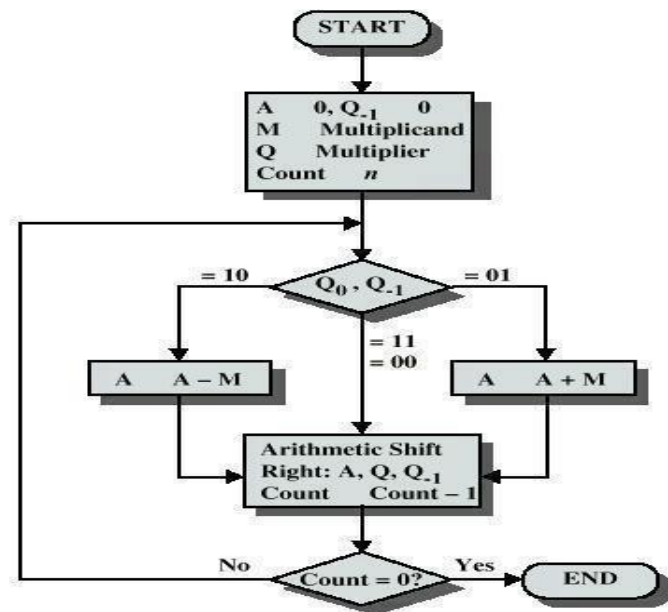 START
A 0, Q-1 0
M Multiplicand
Q Multiplier
Count n
= 10
Q0 , Q-1
= 01
= 11
= 00
A A – M
A A + M
Arithmetic Shift
Right: A, Q, Q-1
Count Count – 1
No
Count = 0?
Yes
END